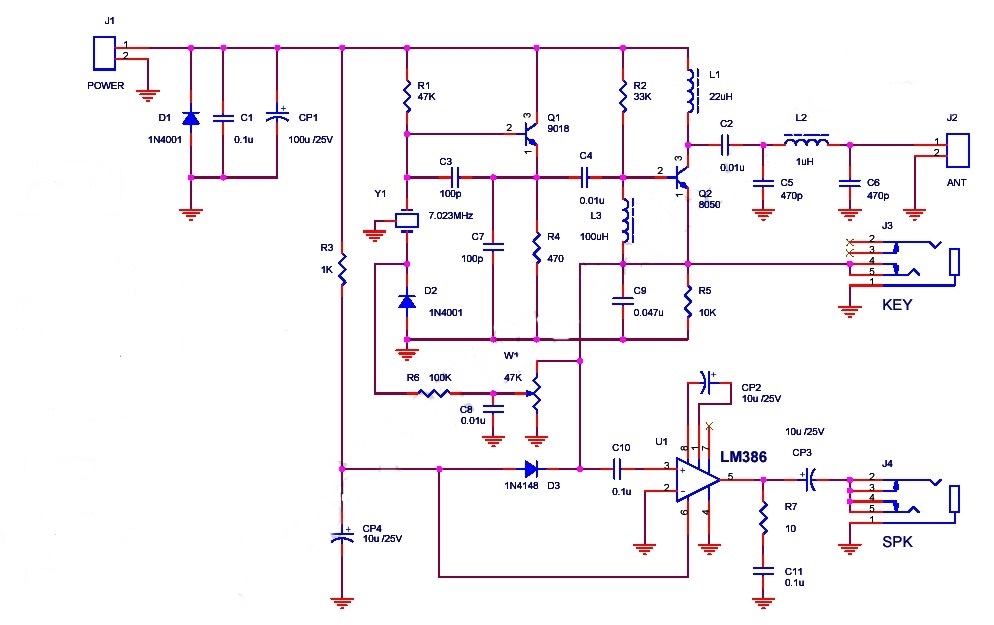 J1
1
2
POWER
D1
1N4001
C1
0.1u
CP1
+
100u /25V
R1
47K
2
3
1
Q1
9018
R2
33K
L1
22uH
C2
0.01u
L2
1uH
J2
1
2
ANT
C3
100p
C4
0.01u
2
3
1
Q2
8050
C5
470p
C6
470p
Y1
7.023MHz
L3
100uH
C7
100p
R4
470
R3
1K
J3
2
3
4
5
1
KEY
D2
1N4001
C9
0.047u
R5
10K
W1
47K
R6 100K
C8
0.01u
+
CP2
10u /25V
U1
8
1
7
LM386
10u /25V
CP3
+
C10
0.1u
3
+
2
-
5
6
4
1N4148 D3
J4
2
3
4
5
1
SPK
R7
10
C11
0.1u
+
CP4
10u /25V